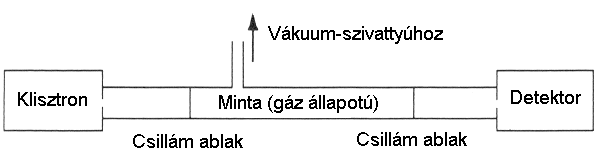 Vákuum-szivattyúhoz
Klisztron
Minta (gáz állapotú)
Detektor
Csillám ablak
Csillám ablak